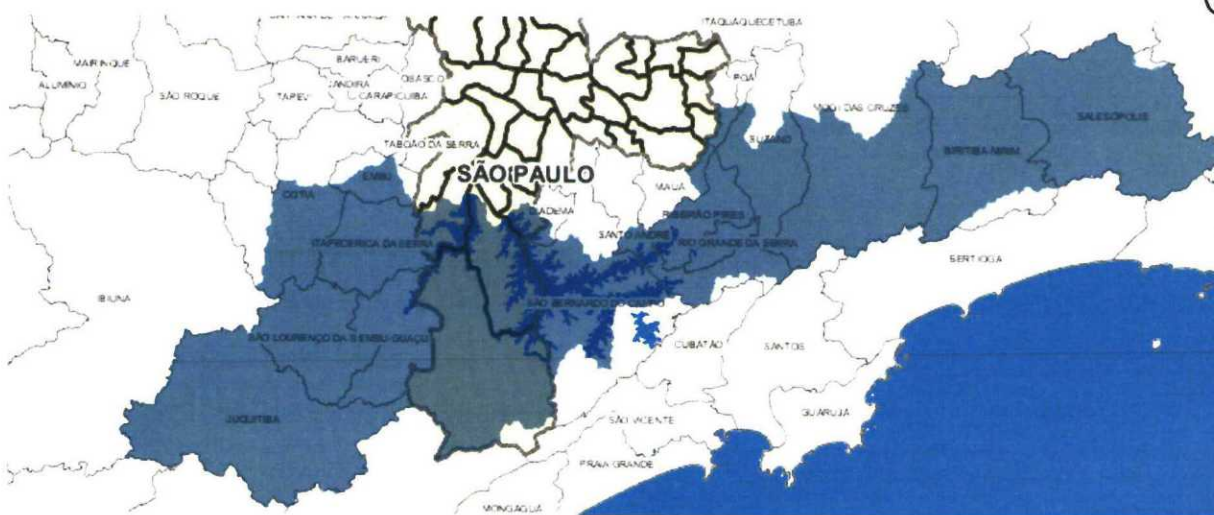 ITAQUAQUECETUBA
BARUERI
MAIRINQUE
OSASCO
JANDIRA
POÁ
ALUMÍNIO
SÃO ROQUE
ITAPEVI
CARAPICUIBA
MOGI DAS CRUZES
SALESÓPOLIS
TABOÃO DA SERRA
SUZANO
BIRITIBA-MIRIM
SÃO PAULO
EMBU
MAUÁ
COTIA
DIADEMA
RIBEIRÃO PIRES
SANTO ANDRÉ
ITAPECERICA DA SERRA
RIO GRANDE DA SERRA
BERTIOGA
IBIUNA
SÃO BERNARDO DO CAMPO
SÃO LOURENÇO DA S
EMBU-GUAÇU
CUBATÃO
SANTOS
JUQUITIBA
SÃO VICENTE
GUARUJÁ
PRAIA GRANDE
MONGAGUÁ